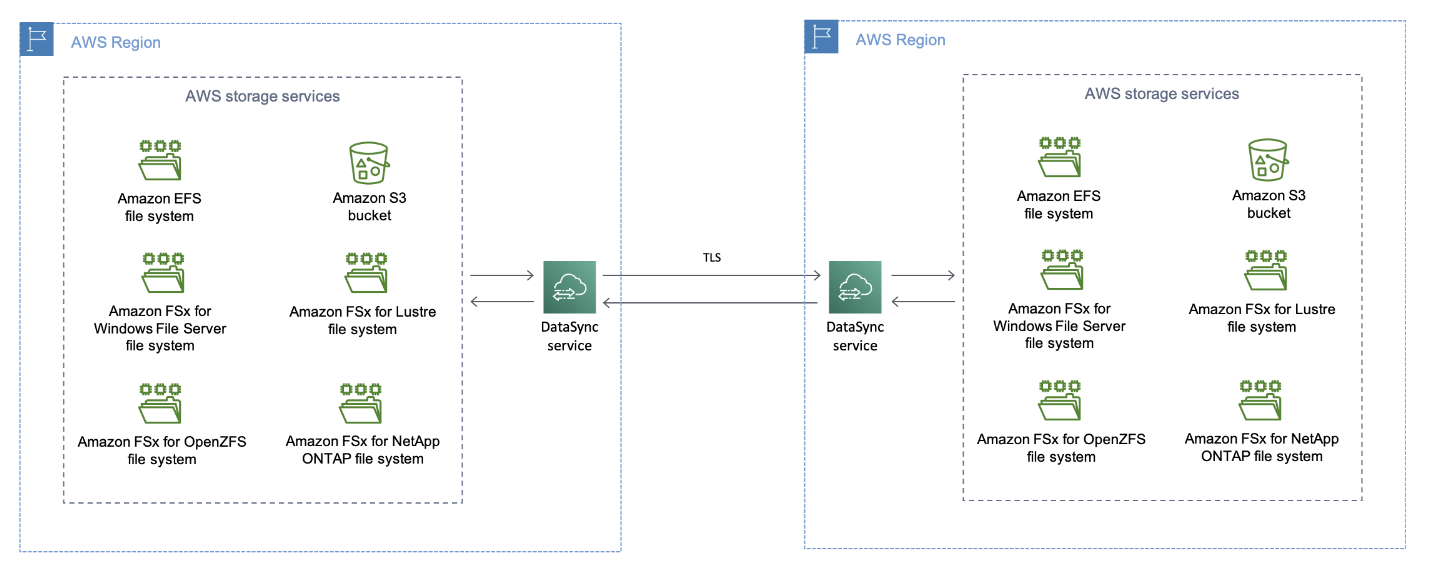 AWS Region
AWS storage services
Amazon EFS
file system
Amazon S3
bucket
Amazon FSx for
Windows File Server
file system
Amazon FSx for Lustre
file system
Amazon FSx for OpenZFS
file system
Amazon FSx for NetApp
ONTAP file system
DataSync
service
TLS
AWS Region
DataSync
service
AWS storage services
Amazon EFS
file system
Amazon S3
bucket
Amazon FSx for
Windows File Server
file system
Amazon FSx for Lustre
file system
Amazon FSx for OpenZFS
file system
Amazon FSx for NetApp
ONTAP file system